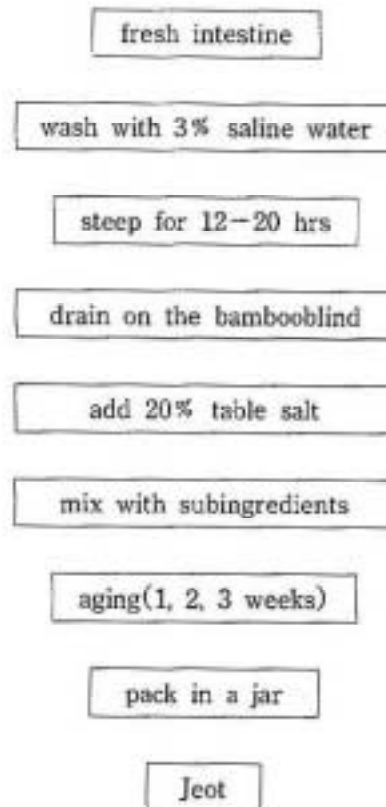 fresh intestine
wash with 3% saline water
steep for 12-20 hrs
drain on the bambooblind
add 20% table salt
mix with subingredients
aging(1, 2, 3 weeks)
pack in a jar
Jeot